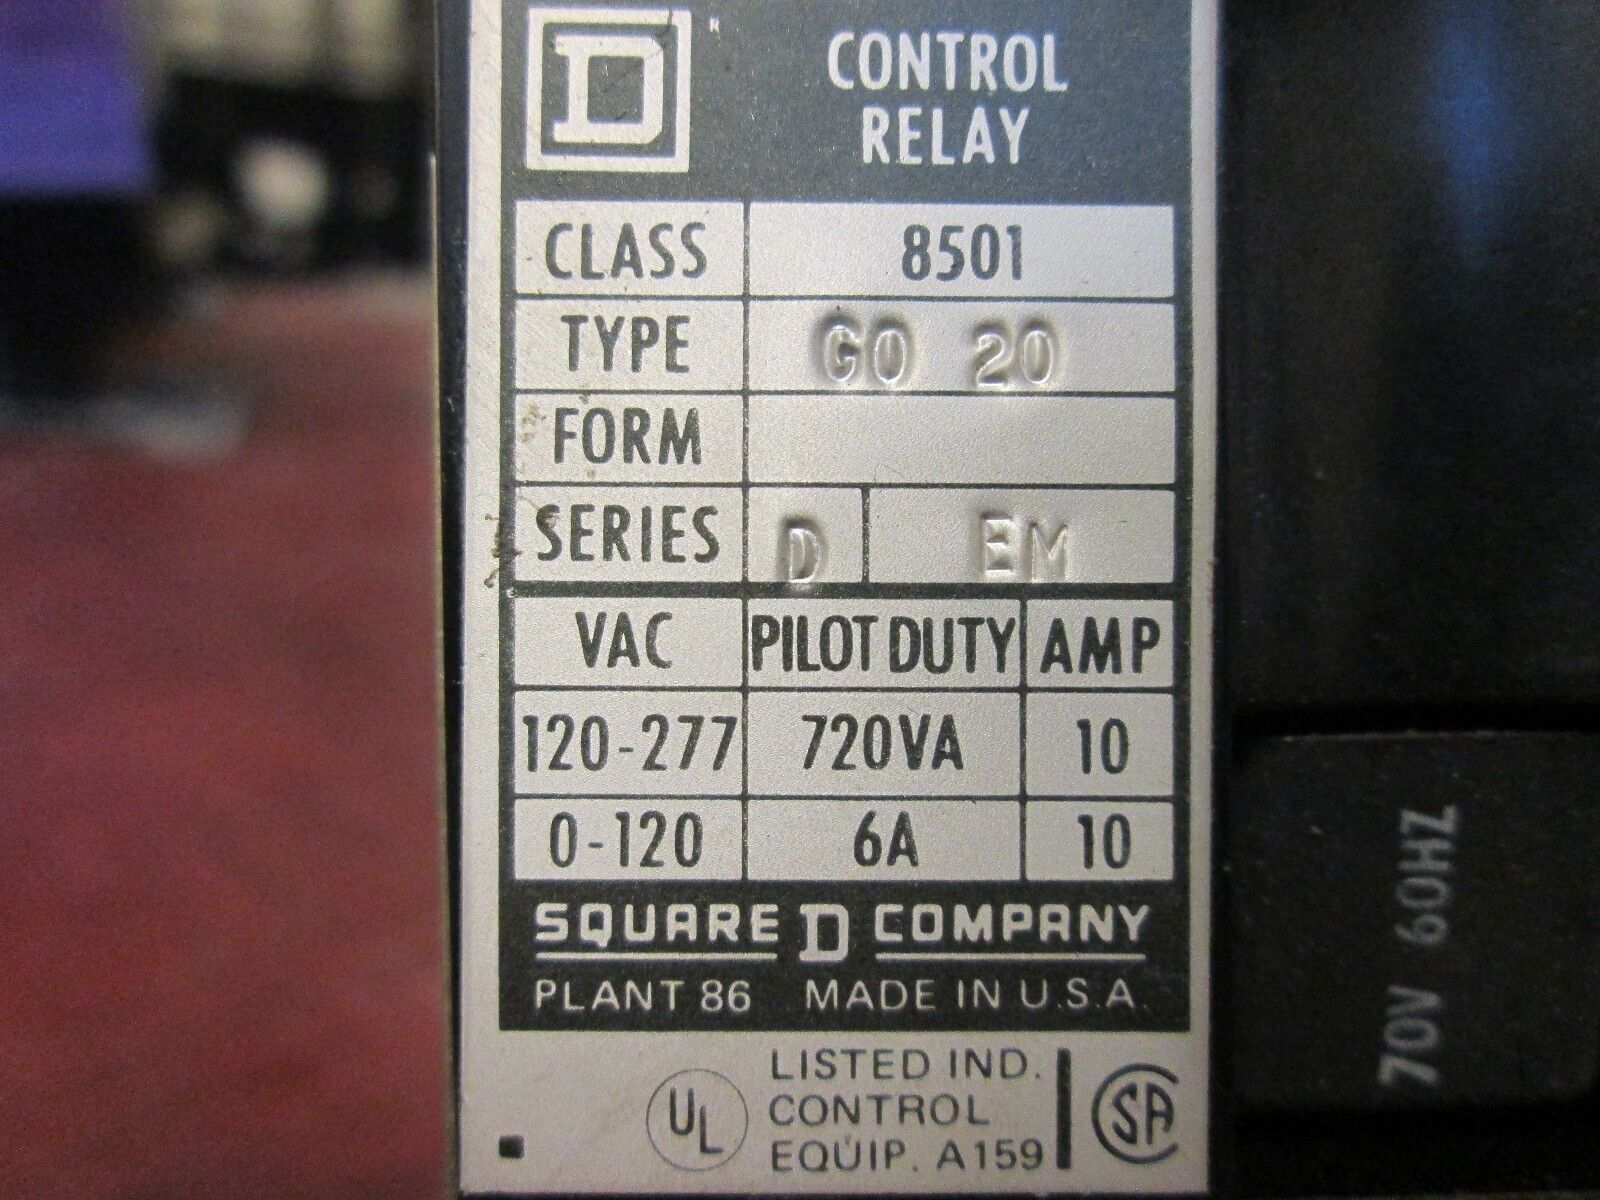 D R
CONTROL
RELAY
CLASS 8501
TYPE GO 20
FORM
SERIES D EM
VAC PILOT DUTY AMP
120-277 720VA 10
0-120 6A 10
SQUARE D COMPANY
PLANT 86 MADE IN U.S.A.
UL LISTED IND.
CONTROL
EQUIP. A159
SA
70V 60HZ